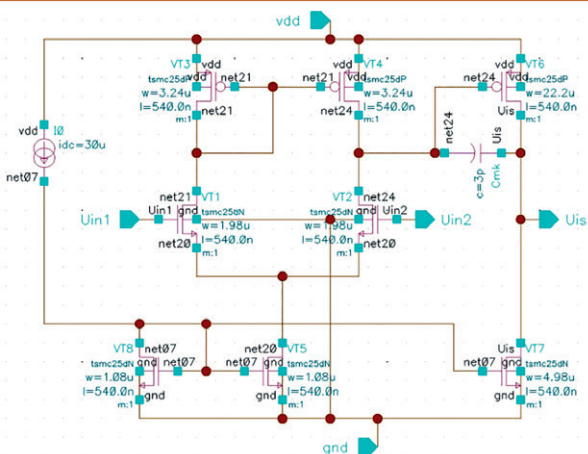 vdd
VT3
vdd
vdd
tsmc25dP
w=3.24u
l=540.0n
m:1
net21
net21
VT4
vdd
vdd
tsmc25dP
w=3.24u
l=540.0n
m:1
net21
net24
VT6
vdd
vdd
tsmc25dP
w=22.2u
l=540.0n
m:1
net24
Uis
vdd
I0
idc=30u
net07
net24
Uis
c=3p
Cmk
Uin1
Uin1
net21
VT1
gnd
tsmc25dN
w=1.98u
l=540.0n
m:1
net20
VT2
net24
gnd
Uin2
tsmc25dN
w=1.98u
l=540.0n
m:1
net20
Uin2
Uis
VT8
net07
gnd
net07
tsmc25dN
w=1.08u
l=540.0n
m:1
gnd
net20
VT5
net07
gnd
tsmc25dN
w=1.08u
l=540.0n
m:1
gnd
Uis
VT7
net07
gnd
tsmc25dN
w=4.98u
l=540.0n
m:1
gnd
gnd